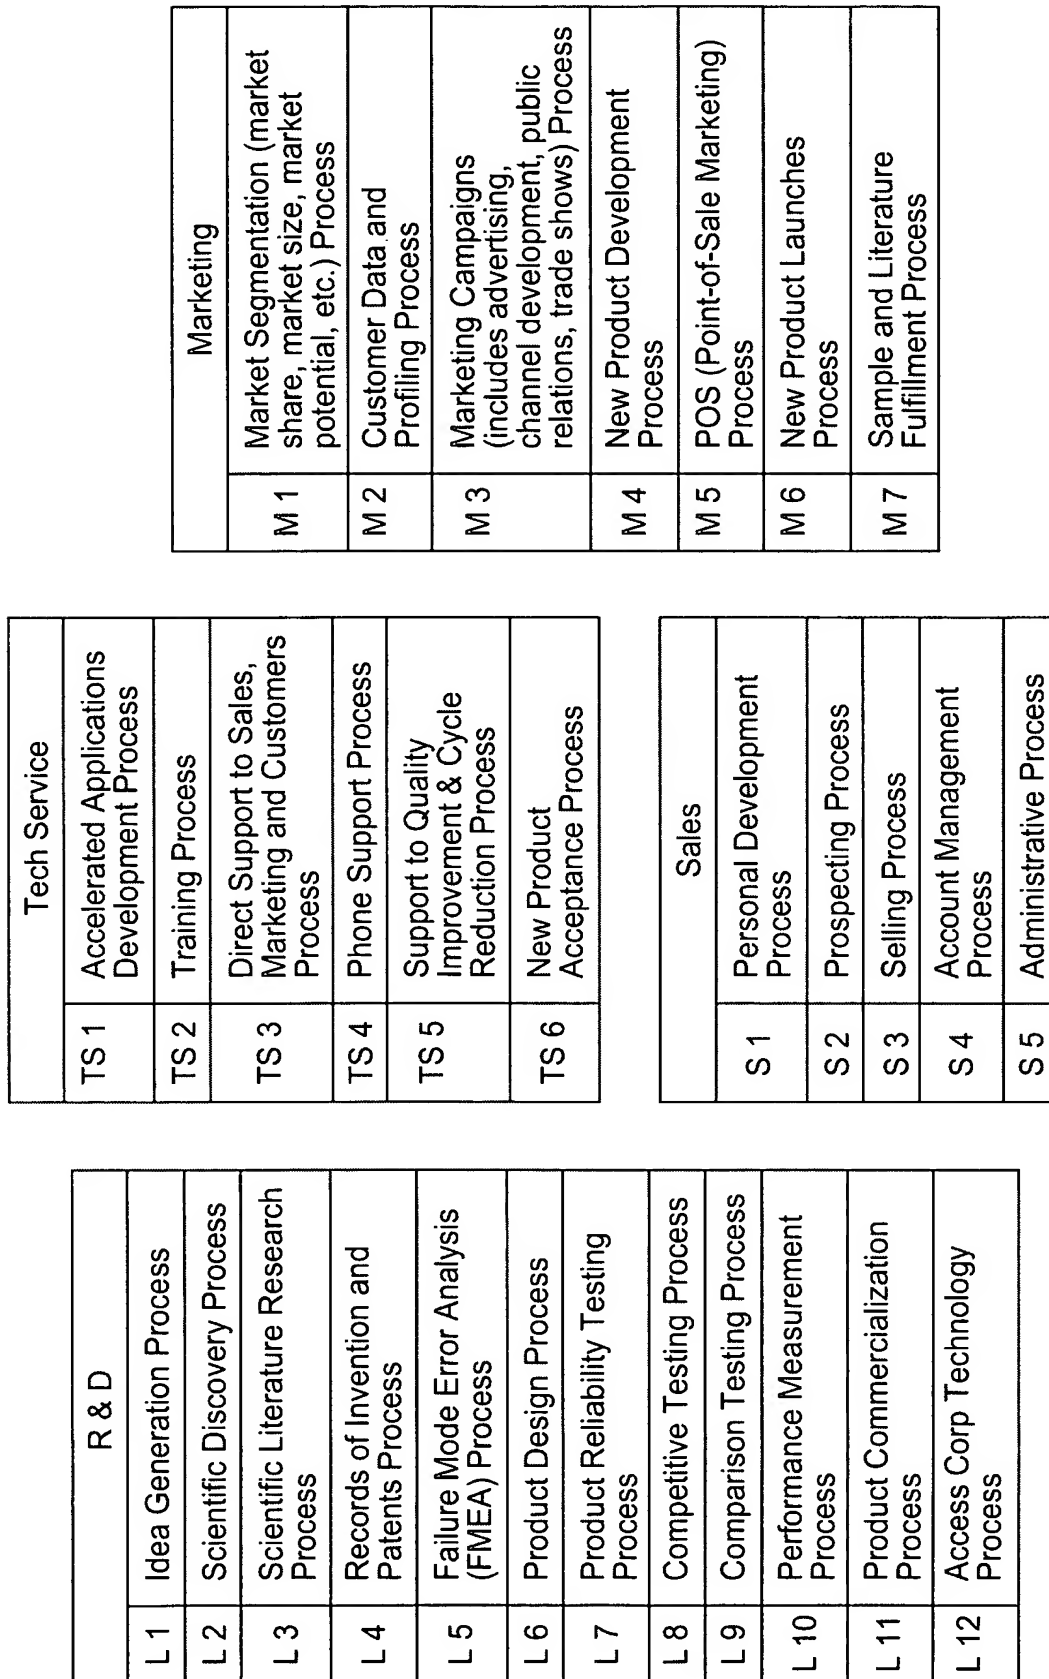 R & D
L 1
Idea Generation Process
L 2
Scientific Discovery Process
L 3
Scientific Literature Research
Process
L 4
Records of Invention and
Patents Process
L 5
Failure Mode Error Analysis
(FMEA) Process
L 6
Product Design Process
L 7
Product Reliability Testing
Process
L 8
Competitive Testing Process
L 9
Comparison Testing Process
L 10
Performance Measurement
Process
L 11
Product Commercialization
Process
L 12
Access Corp Technology
Process
Tech Service
TS 1
Accelerated Applications
Development Process
TS 2
Training Process
TS 3
Direct Support to Sales,
Marketing and Customers
Process
TS 4
Phone Support Process
TS 5
Support to Quality
Improvement & Cycle
Reduction Process
TS 6
New Product
Acceptance Process
Sales
S 1
Personal Development
Process
S 2
Prospecting Process
S 3
Selling Process
S 4
Account Management
Process
S 5
Administrative Process
Marketing
M 1
Market Segmentation (market
share, market size, market
potential, etc.) Process
M 2
Customer Data and
Profiling Process
M 3
Marketing Campaigns
(includes advertising,
channel development, public
relations, trade shows) Process
M 4
New Product Development
Process
M 5
POS (Point-of-Sale Marketing)
Process
M 6
New Product Launches
Process
M 7
Sample and Literature
Fulfillment Process